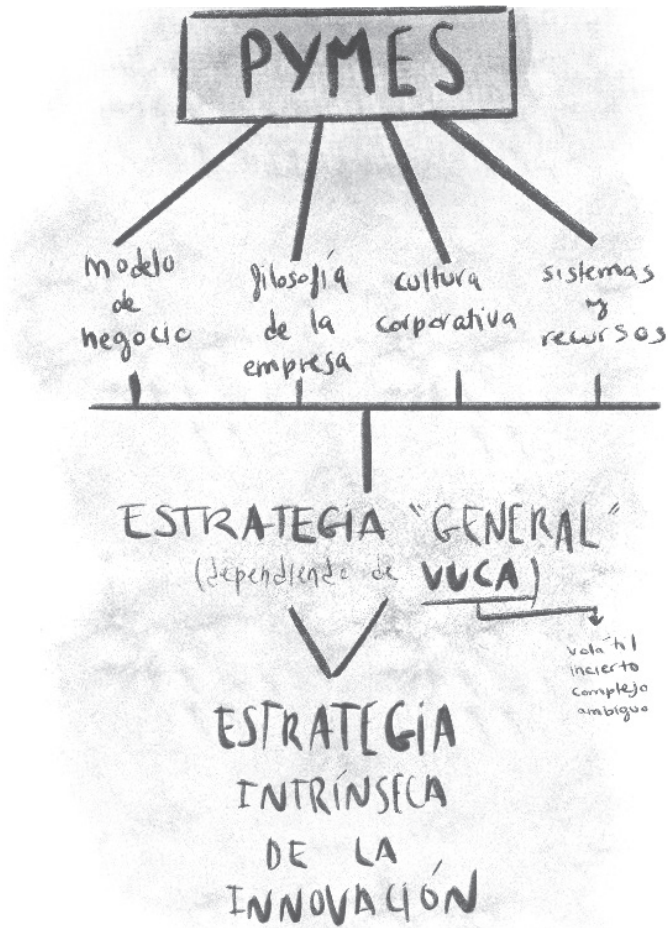 PYMES
modelo
de
negocio
filosofía
de la
empresa
cultura
corporativa
sistemas
y
recursos
ESTRATEGIA "GENERAL"
(dependiendo de VUCA)
volátil
incierto
complejo
ambiguo
ESTRATEGIA
INTRÍNSECA
DE LA
INNOVACIÓN